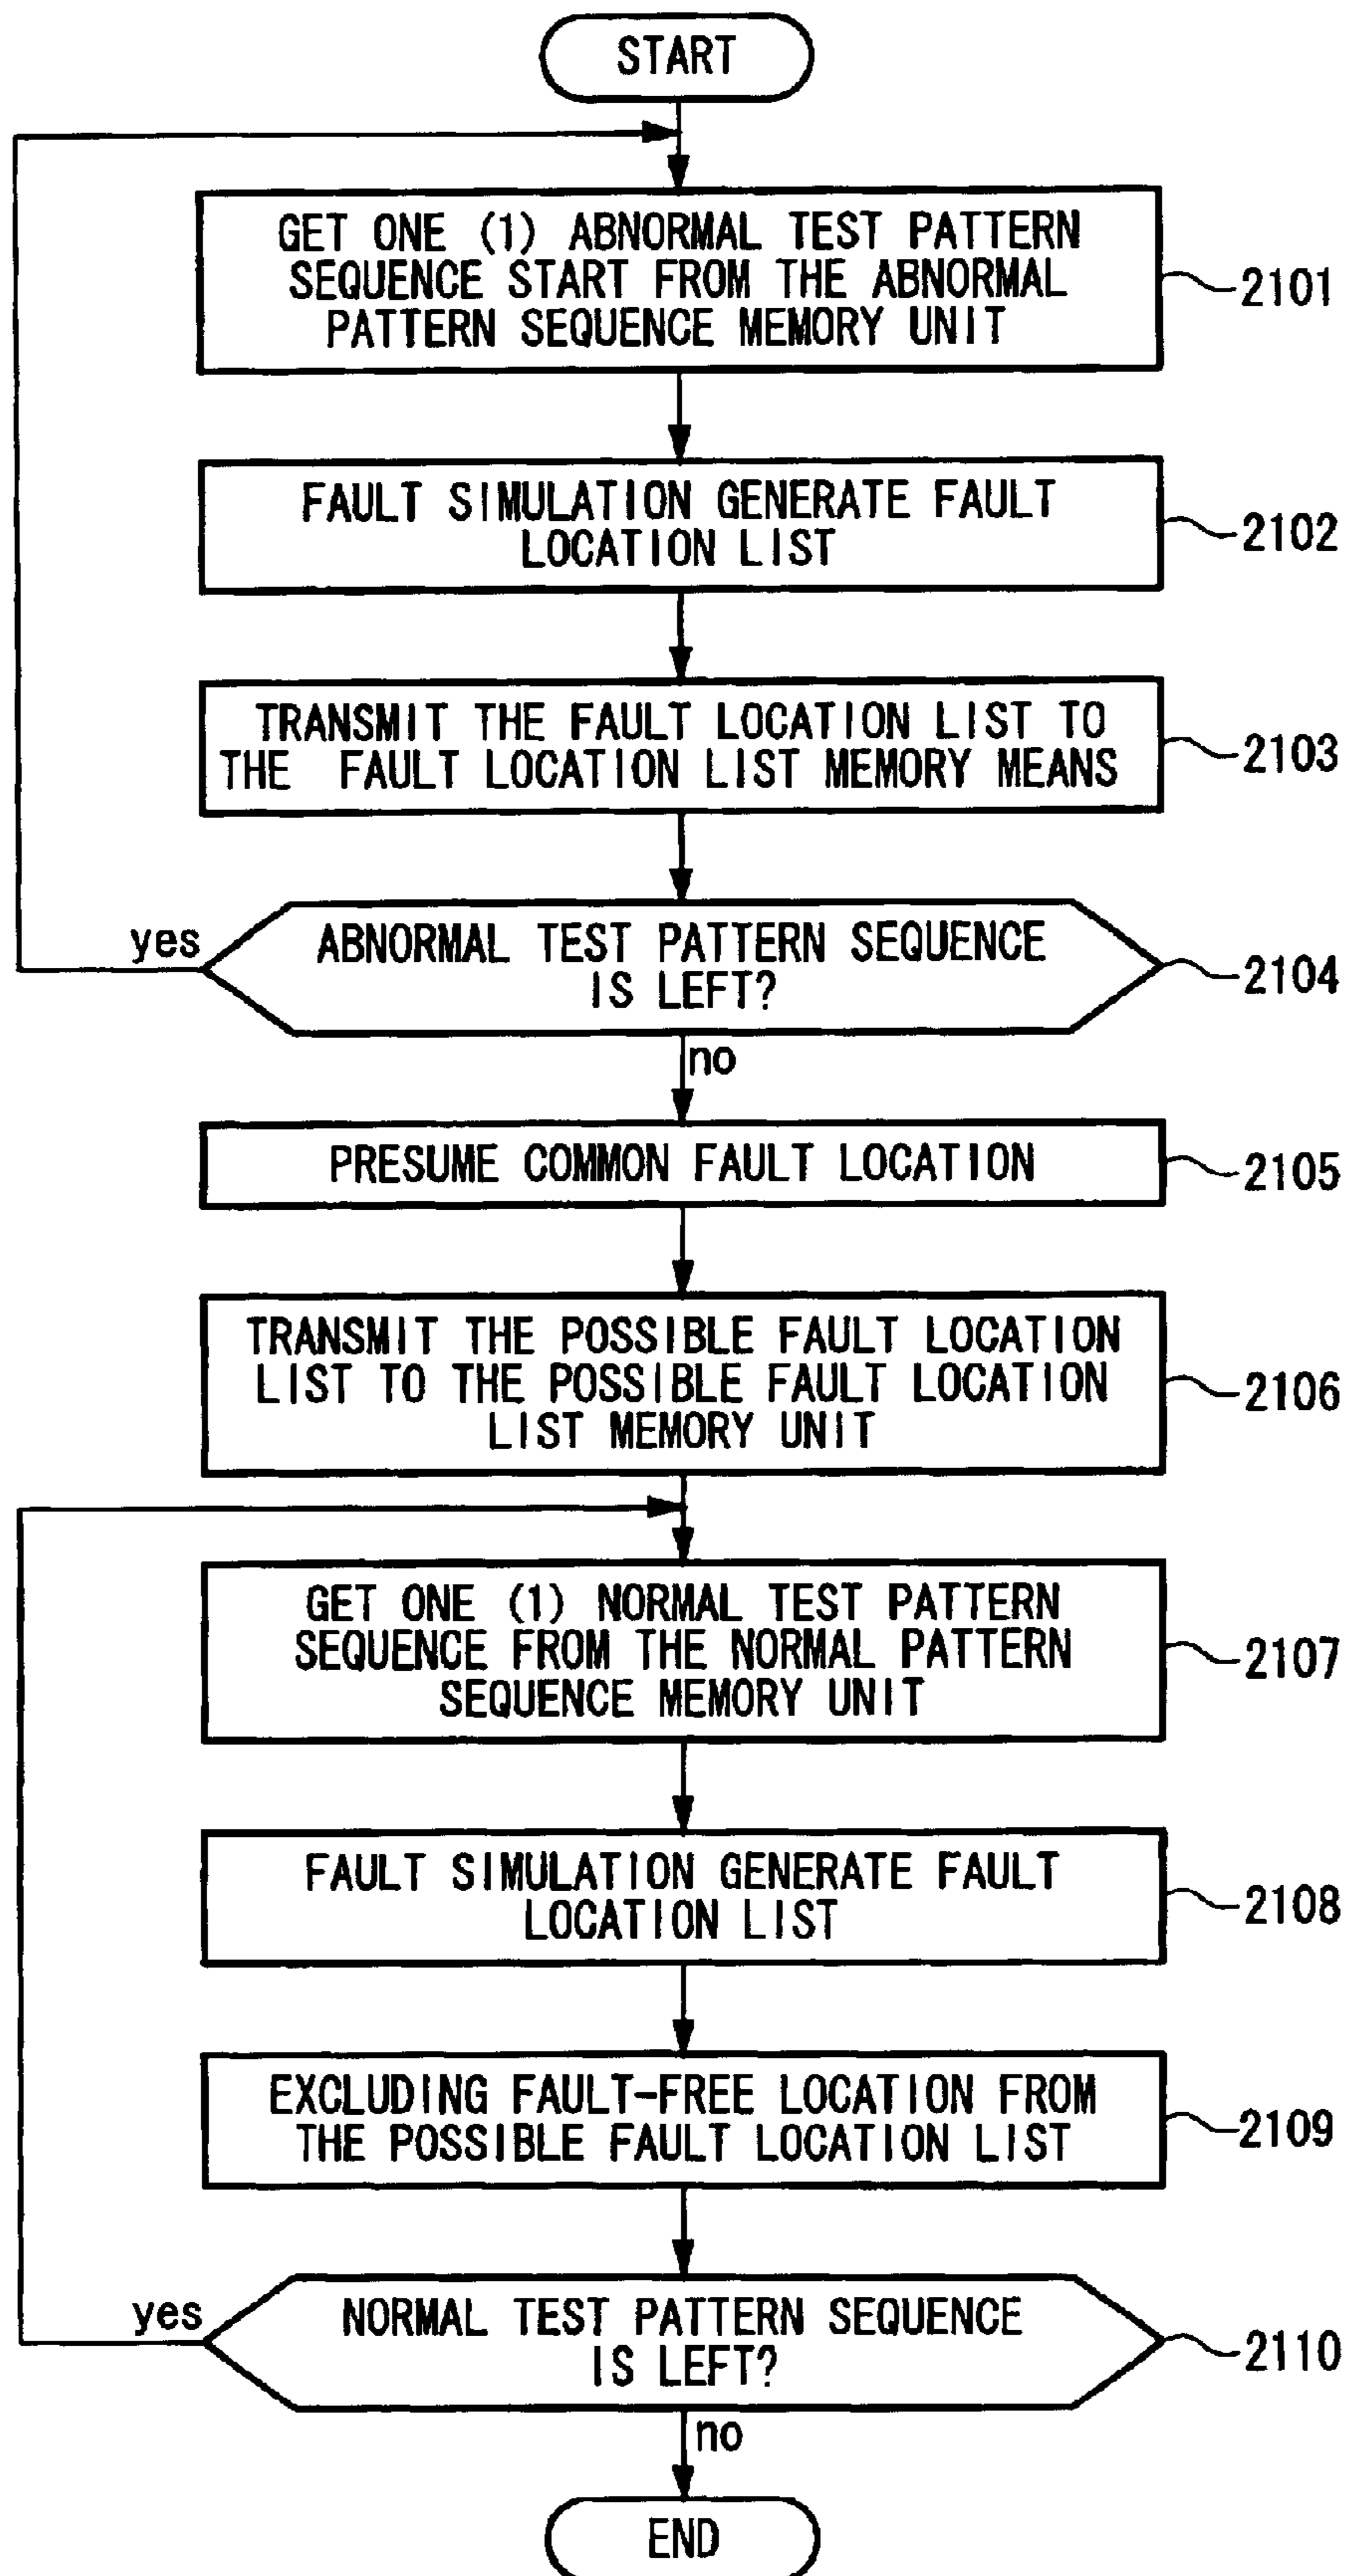 START
GET ONE (1) ABNORMAL TEST PATTERN
SEQUENCE START FROM THE ABNORMAL
PATTERN SEQUENCE MEMORY UNIT
2101
FAULT SIMULATION GENERATE FAULT
LOCATION LIST
2102
TRANSMIT THE FAULT LOCATION LIST TO
THE FAULT LOCATION LIST MEMORY MEANS
2103
yes
ABNORMAL TEST PATTERN SEQUENCE
IS LEFT?
2104
no
PRESUME COMMON FAULT LOCATION
2105
TRANSMIT THE POSSIBLE FAULT LOCATION
LIST TO THE POSSIBLE FAULT LOCATION
LIST MEMORY UNIT
2106
GET ONE (1) NORMAL TEST PATTERN
SEQUENCE FROM THE NORMAL PATTERN
SEQUENCE MEMORY UNIT
2107
FAULT SIMULATION GENERATE FAULT
LOCATION LIST
2108
EXCLUDING FAULT-FREE LOCATION FROM
THE POSSIBLE FAULT LOCATION LIST
2109
yes
NORMAL TEST PATTERN SEQUENCE
IS LEFT?
2110
no
END